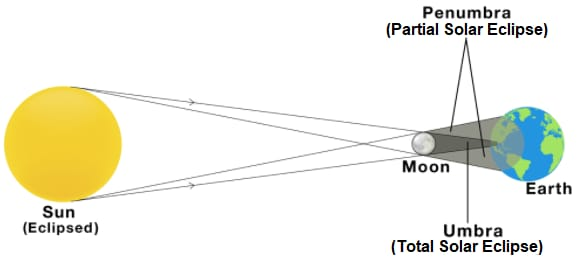 Penumbra
(Partial Solar Eclipse)
Moon
Earth
Sun
(Eclipsed)
Umbra
(Total Solar Eclipse)